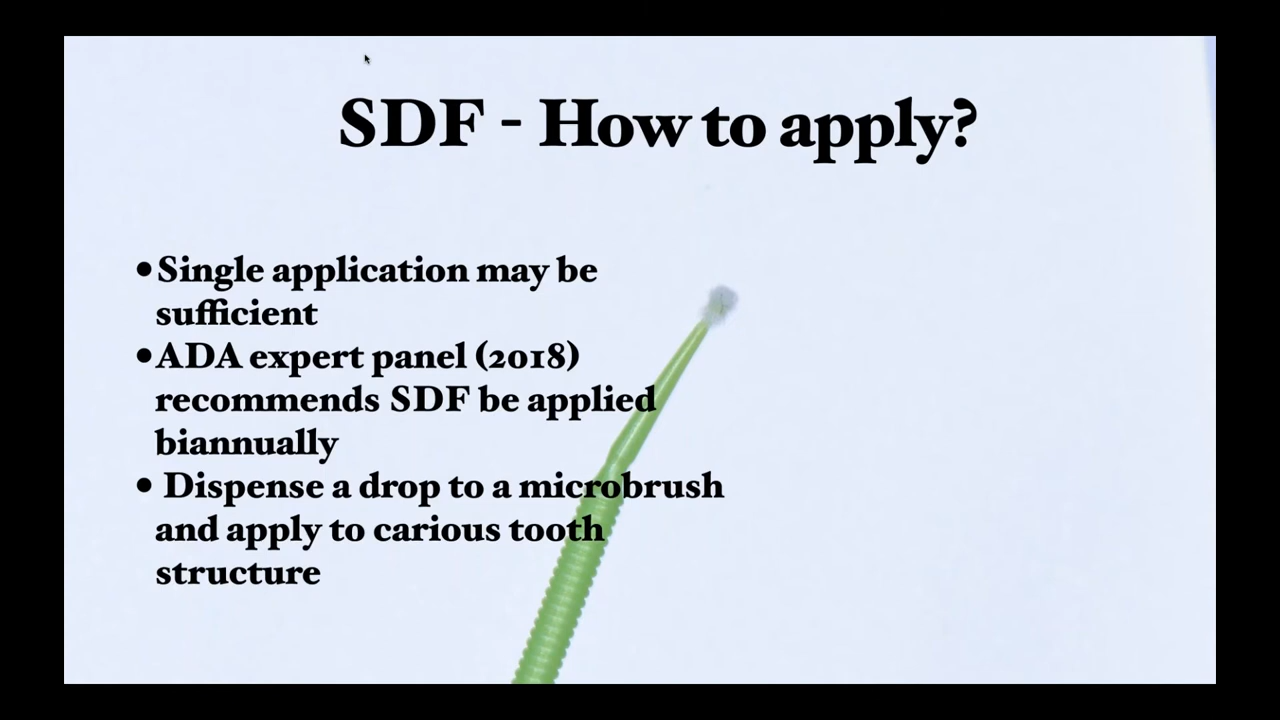 SDF - How to apply?
•Single application may be
sufficient
•ADA expert panel (2018)
recommends SDF be applied
biannually
• Dispense a drop to a microbrush
and apply to carious tooth
structure